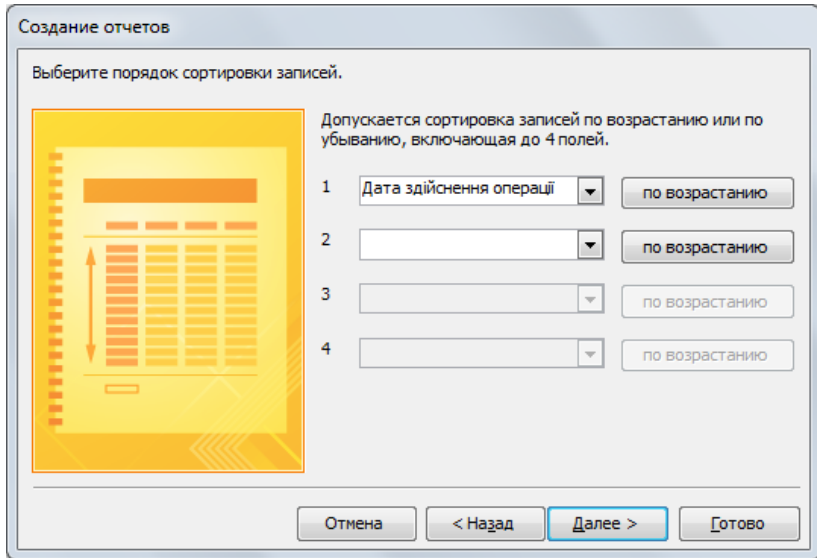 Создание отчетов
Выберите порядок сортировки записей.
Допускается сортировка записей по возрастанию или по
убыванию, включающая до 4 полей.
1 Дата здійснення операції по возрастанию
2 по возрастанию
3 по возрастанию
4 по возрастанию
Отмена < Назад Далее > Готово